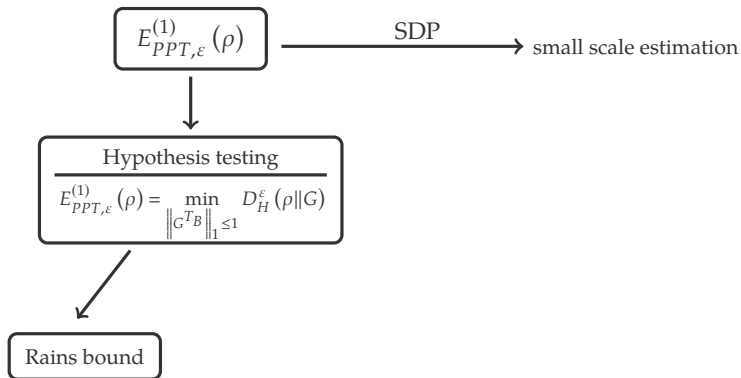 E^{(1)}_{PPT,ε}(ρ)
SDP
small scale estimation
Hypothesis testing
E^{(1)}_{PPT,ε}(ρ) = min_{‖G^{T_B}‖_1 ≤ 1} D^ε_H(ρ‖G)
Rains bound